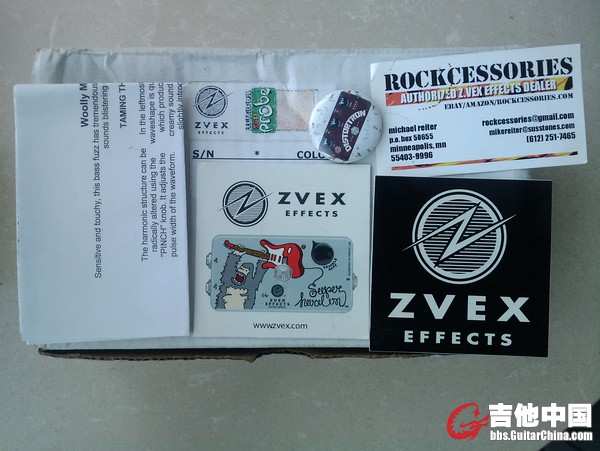 Woolly M
Sensitive and touchy, this bass fuzz has tremendous
sounds blistering
TAMING TH
The harmonic structure can be
radically altered using the
"PINCH" knob. It adjusts the
pulse width of the waveform.
In the leftmost
waveshape is qu
which produc
creamy sound
ZVEX
EFFECTS
probe
S/N * COLO
DISTORTRON
ZVEX
EFFECTS
Super
hard on
ZVEX
EFFECTS
www.zvex.com
ROCKCESSORIES
AUTHORIZED Z.VEX EFFECTS DEALER
EBAY/AMAZON/ROCKCESSORIES.COM
michael reiter
p.o. box 50655
minneapolis, mn
55403-9996
rockcessories@gmail.com
mikereiter@susstones.com
(612) 251-7465
ZVEX
EFFECTS
吉他中国
bbs.GuitarChina.com